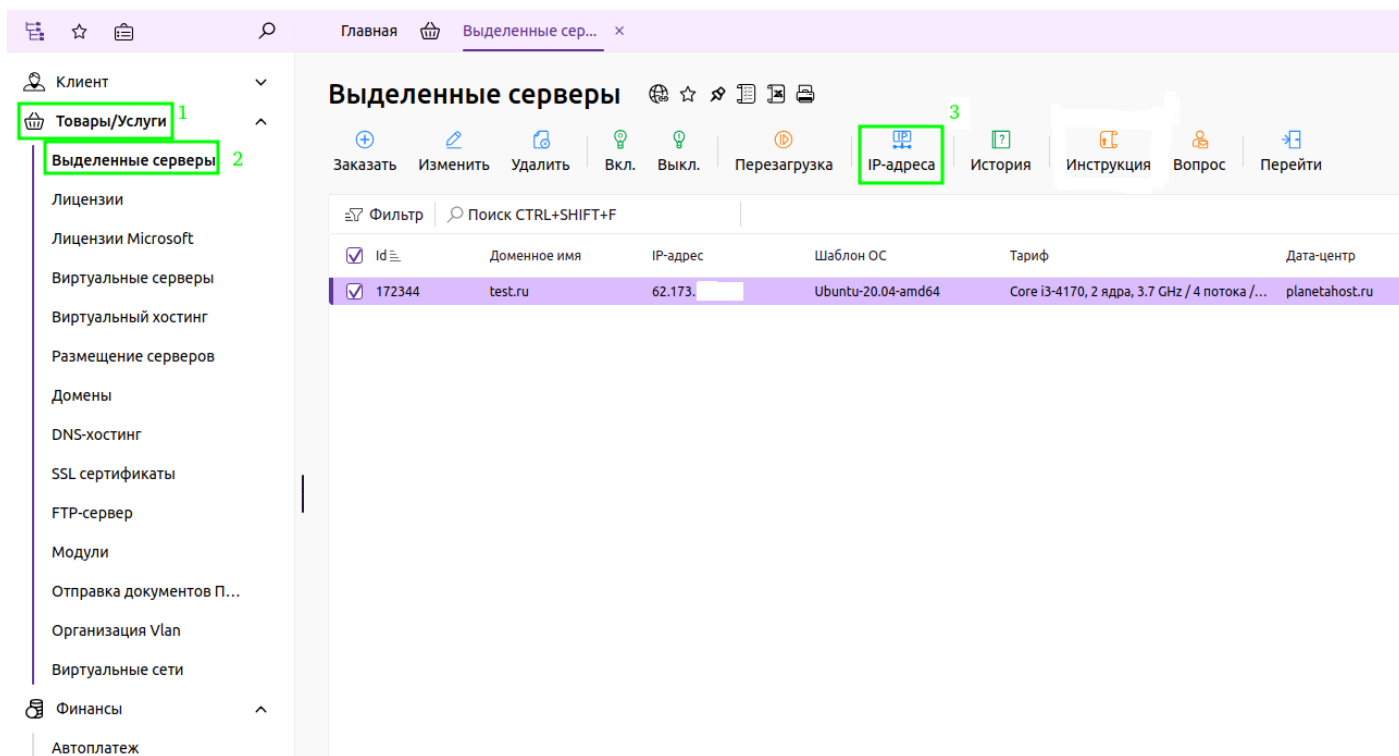 Главная Выделенные сер... ×
Клиент
Товары/Услуги 1
Выделенные серверы 2
Лицензии
Лицензии Microsoft
Виртуальные серверы
Виртуальный хостинг
Размещение серверов
Домены
DNS-хостинг
SSL сертификаты
FTP-сервер
Модули
Отправка документов П...
Организация Vlan
Виртуальные сети
Финансы
Автоплатеж
Выделенные серверы
3
Заказать Изменить Удалить Вкл. Выкл. Перезагрузка IP-адреса История Инструкция Вопрос Перейти
Фильтр Поиск CTRL+SHIFT+F
Id Доменное имя IP-адрес Шаблон ОС Тариф Дата-центр
172344 test.ru 62.173. Ubuntu-20.04-amd64 Core i3-4170, 2 ядра, 3.7 GHz / 4 потока /... planetahost.ru